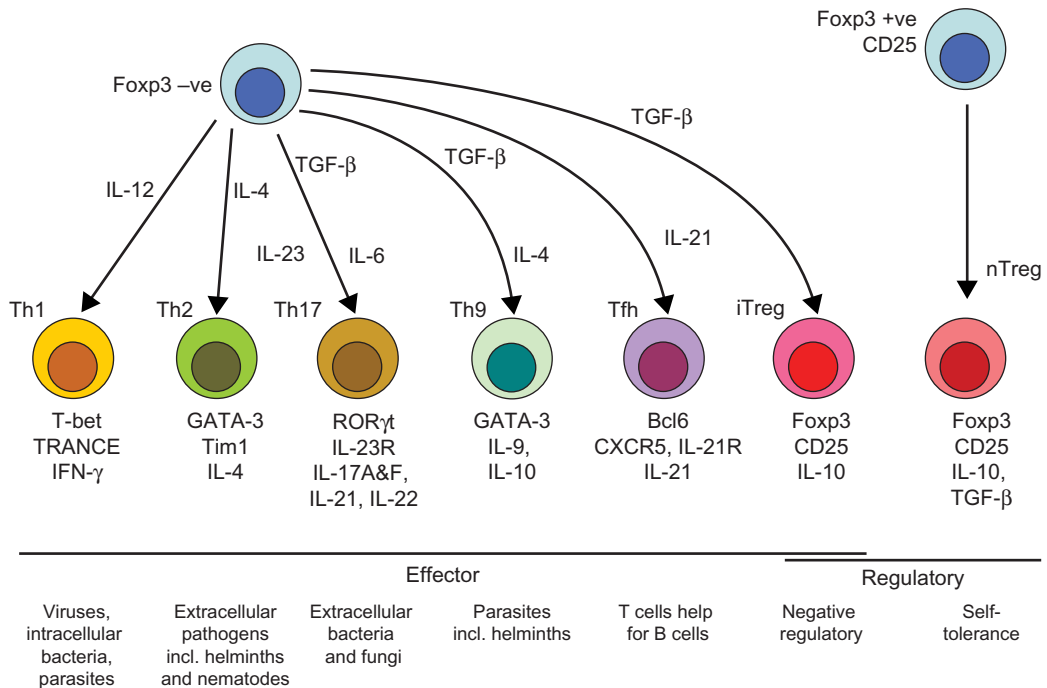 Foxp3 +ve
CD25
Foxp3 –ve
TGF-β
TGF-β
TGF-β
IL-12
IL-4
IL-21
IL-23
IL-6
IL-4
nTreg
Th1
Th2
Th17
Th9
Tfh
iTreg
T-bet
TRANCE
IFN-γ
GATA-3
Tim1
IL-4
RORγt
IL-23R
IL-17A&F,
IL-21, IL-22
GATA-3
IL-9,
IL-10
Bcl6
CXCR5, IL-21R
IL-21
Foxp3
CD25
IL-10
Foxp3
CD25
IL-10,
TGF-β
Effector
Regulatory
Viruses,
intracellular
bacteria,
parasites
Extracellular
pathogens
incl. helminths
and nematodes
Extracellular
bacteria
and fungi
Parasites
incl. helminths
T cells help
for B cells
Negative
regulatory
Self-
tolerance